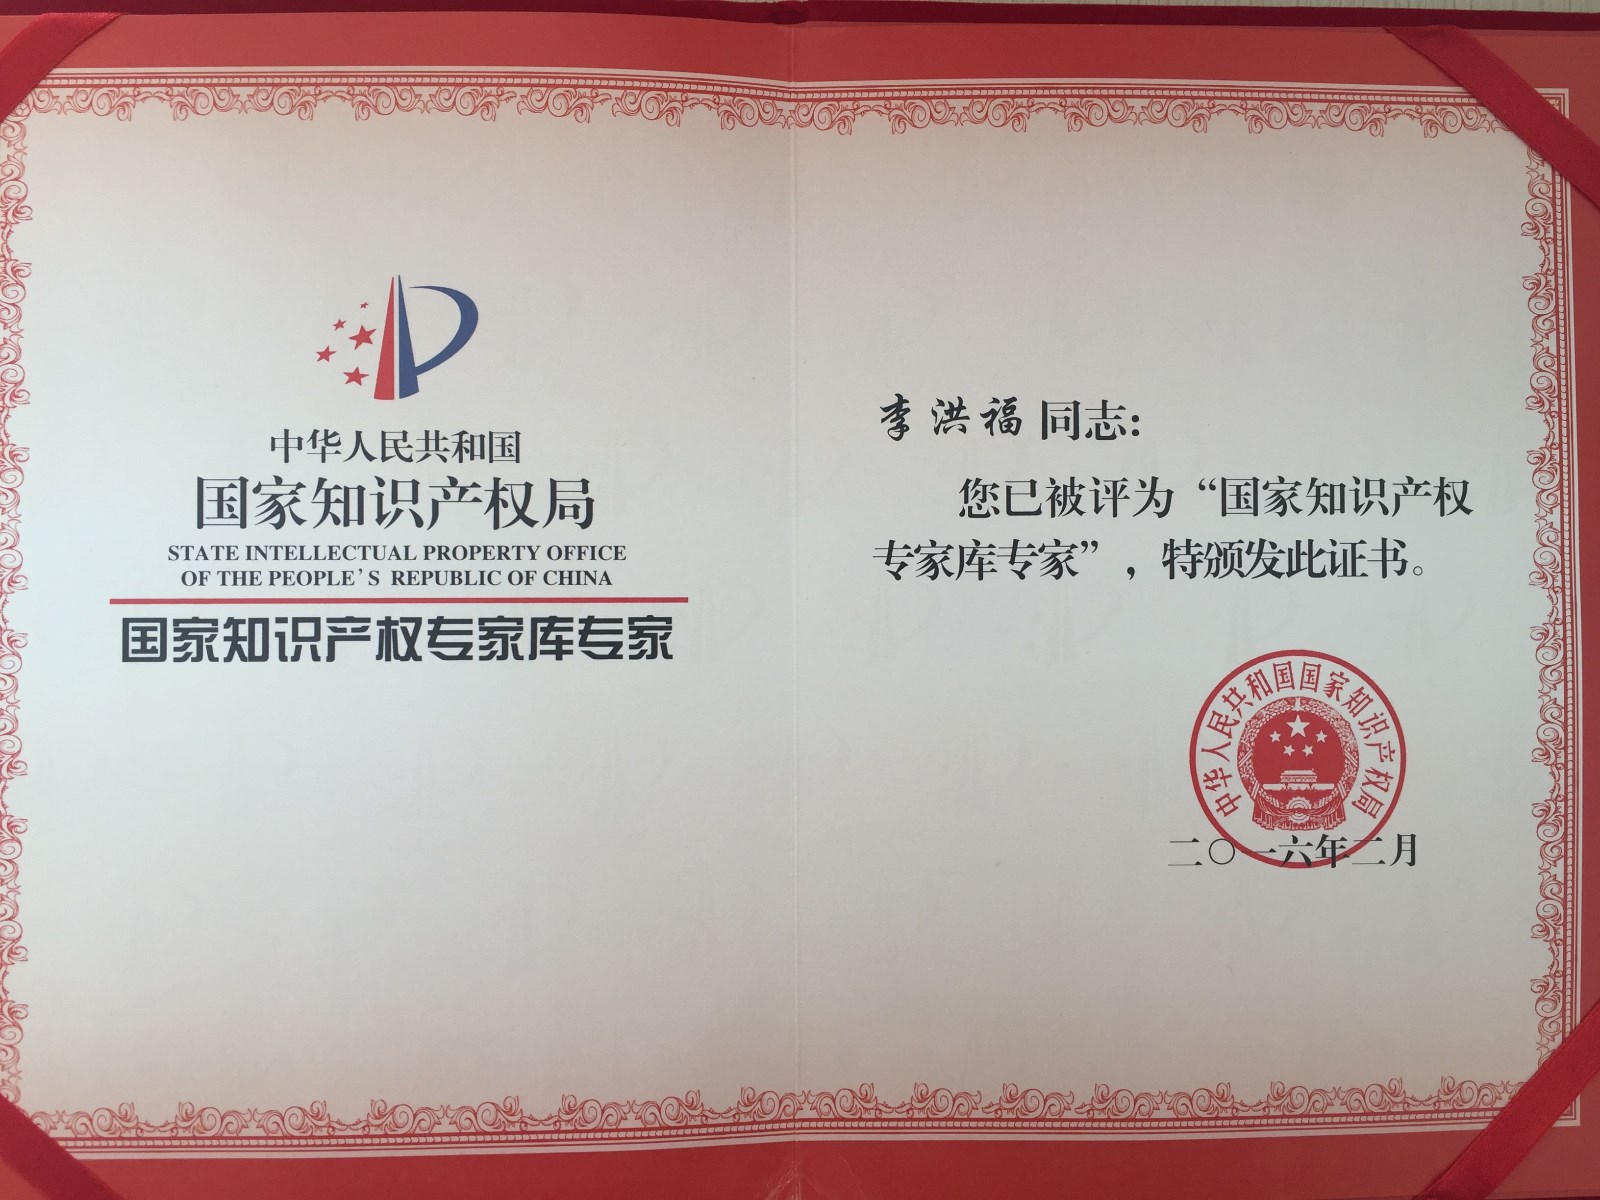 中华人民共和国
国家知识产权局
STATE INTELLECTUAL PROPERTY OFFICE
OF THE PEOPLE'S REPUBLIC OF CHINA
国家知识产权专家库专家
李洪福同志:
您已被评为“国家知识产权
专家库专家”,特颁发此证书。
中华人民共和国国家知识产权局
二〇一六年二月